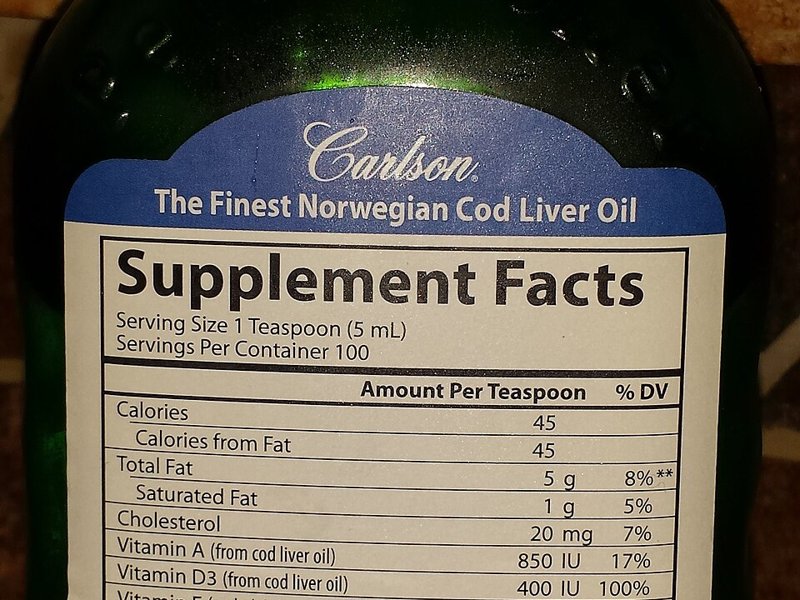 Carlson®
The Finest Norwegian Cod Liver Oil
Supplement Facts
Serving Size 1 Teaspoon (5 mL)
Servings Per Container 100
Amount Per Teaspoon % DV
Calories 45
Calories from Fat 45
Total Fat 5 g 8%**
Saturated Fat 1 g 5%
Cholesterol 20 mg 7%
Vitamin A (from cod liver oil) 850 IU 17%
Vitamin D3 (from cod liver oil) 400 IU 100%